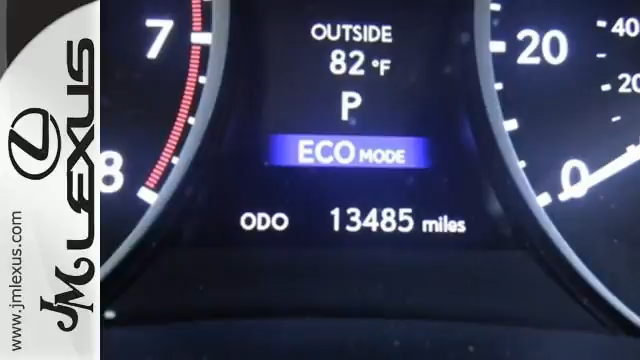 www.jmlexus.com
JM LEXUS
7
8
OUTSIDE
82 °F
P
ECO MODE
ODO 13485 miles
40
20
20
0